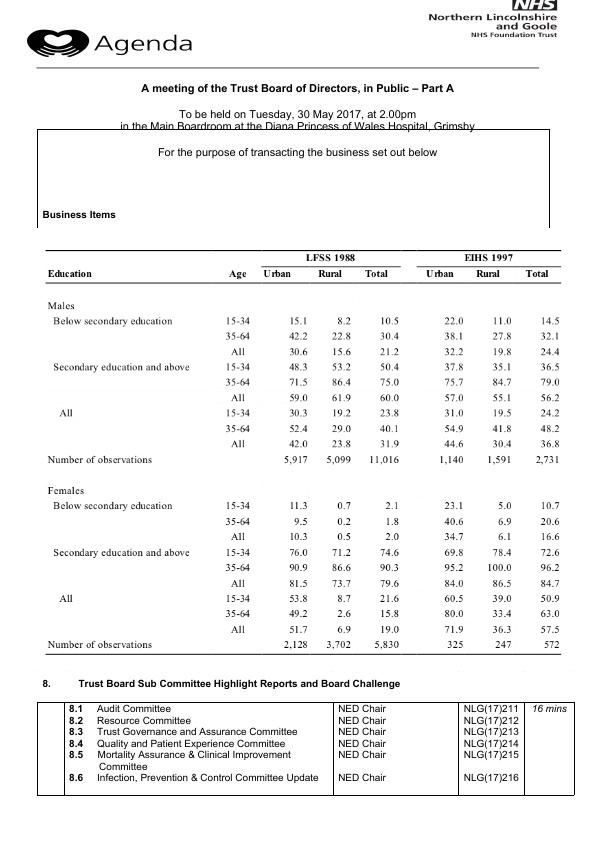 NHS
Northern Lincolnshire
and Goole
NHS Foundation Trust
Agenda
A meeting of the Trust Board of Directors, in Public – Part A
To be held on Tuesday, 30 May 2017, at 2.00pm
in the Main Boardroom at the Diana Princess of Wales Hospital, Grimsby
For the purpose of transacting the business set out below
Business Items
LFSS 1988 EIHS 1997
Education Age Urban Rural Total Urban Rural Total
Males
Below secondary education 15-34 15.1 8.2 10.5 22.0 11.0 14.5
35-64 42.2 22.8 30.4 38.1 27.8 32.1
All 30.6 15.6 21.2 32.2 19.8 24.4
Secondary education and above 15-34 48.3 53.2 50.4 37.8 35.1 36.5
35-64 71.5 86.4 75.0 75.7 84.7 79.0
All 59.0 61.9 60.0 57.0 55.1 56.2
All 15-34 30.3 19.2 23.8 31.0 19.5 24.2
35-64 52.4 29.0 40.1 54.9 41.8 48.2
All 42.0 23.8 31.9 44.6 30.4 36.8
Number of observations 5,917 5,099 11,016 1,140 1,591 2,731
Females
Below secondary education 15-34 11.3 0.7 2.1 23.1 5.0 10.7
35-64 9.5 0.2 1.8 40.6 6.9 20.6
All 10.3 0.5 2.0 34.7 6.1 16.6
Secondary education and above 15-34 76.0 71.2 74.6 69.8 78.4 72.6
35-64 90.9 86.6 90.3 95.2 100.0 96.2
All 81.5 73.7 79.6 84.0 86.5 84.7
All 15-34 53.8 8.7 21.6 60.5 39.0 50.9
35-64 49.2 2.6 15.8 80.0 33.4 63.0
All 51.7 6.9 19.0 71.9 36.3 57.5
Number of observations 2,128 3,702 5,830 325 247 572
8. Trust Board Sub Committee Highlight Reports and Board Challenge
8.1 Audit Committee NED Chair NLG(17)211 16 mins
8.2 Resource Committee NED Chair NLG(17)212
8.3 Trust Governance and Assurance Committee NED Chair NLG(17)213
8.4 Quality and Patient Experience Committee NED Chair NLG(17)214
8.5 Mortality Assurance & Clinical Improvement NED Chair NLG(17)215
Committee
8.6 Infection, Prevention & Control Committee Update NED Chair NLG(17)216